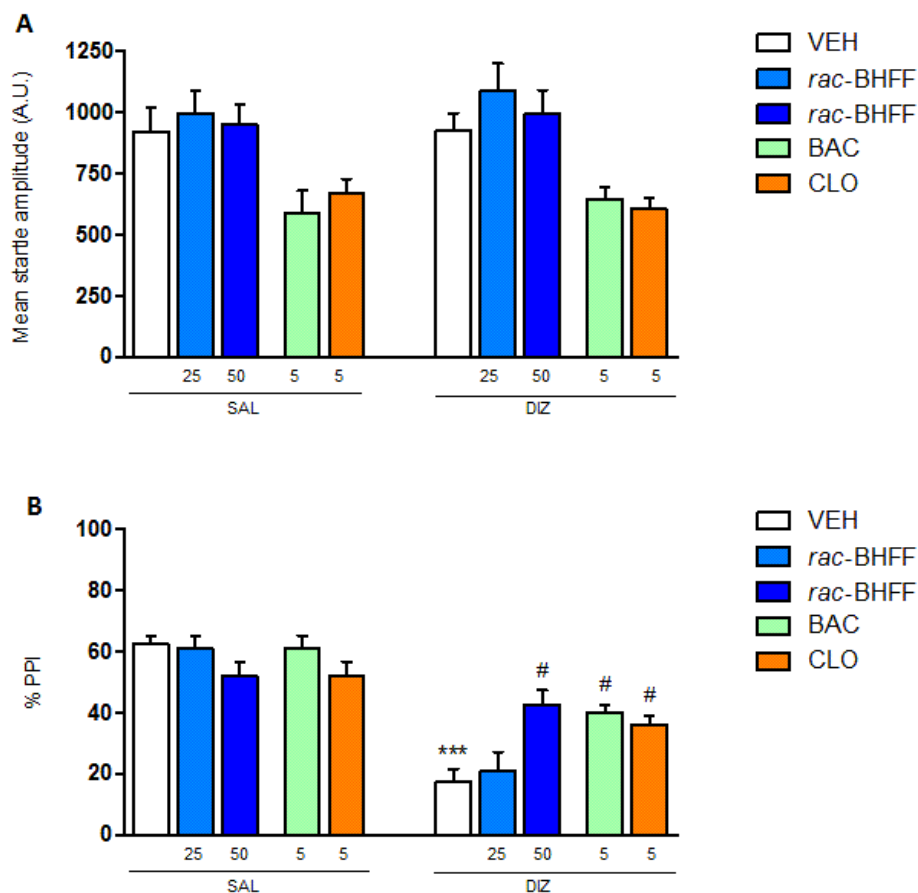 A
Mean startle amplitude (A.U.)
1250
1000
750
500
250
0
25 50 5 5 25 50 5 5
SAL DIZ
VEH
rac-BHFF
rac-BHFF
BAC
CLO
B
% PPI
100
80
60
40
20
0
***
#
#
#
25 50 5 5 25 50 5 5
SAL DIZ
VEH
rac-BHFF
rac-BHFF
BAC
CLO